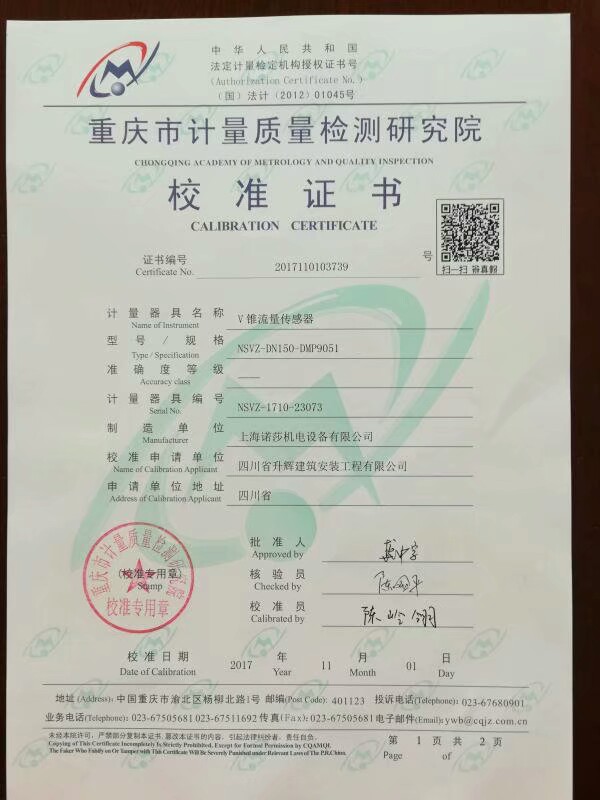 中华人民共和国
法定计量检定机构授权证书号
(Authorization Certificate No.)
(国)法计(2012)01045号
重庆市计量质量检测研究院
CHONGQING ACADEMY OF METROLOGY AND QUALITY INSPECTION
校准证书
CALIBRATION CERTIFICATE
证书编号 2017110103739 号
Certificate No.
扫一扫 辨真假
计量器具名称 V锥流量传感器
Name of Instrument
型号/规格 NSVZ-DN150-DMP9051
Type / Specification
准确度等级 ——
Accuracy class
计量器具编号 NSVZ-1710-23073
Serial No.
制造单位 上海诺莎机电设备有限公司
Manufacturer
校准申请单位 四川省升辉建筑安装工程有限公司
Name of Calibration Applicant
申请单位地址 四川省
Address of Calibration Applicant
重庆市计量质量检测研究院
(校准专用章)
Stamp
校准专用章
批准人
Approved by
核验员
Checked by
校准员
Calibrated by
校准日期 2017 年 11 月 01 日
Date of Calibration Year Month Day
地址(Address): 中国重庆市渝北区杨柳北路1号 邮编(Post Code): 401123 投诉电话(Telephone): 023-67680901
业务电话(Telephone): 023-67505681 023-67511692 传真(Fax): 023-67505681 电子邮件(Email): ywb@cqjz.com.cn
未经本院许可，严禁部分复制本证书. 篡改本证书的内容，引起法律纠纷者，责任自负。
Copying of This Certificate Incompletely Is Strictly Prohibited, Except for Formal Permission by CQAMQI.
The Faker Who Falsify on Or Tamper with This Certificate Will Be Severely Punished under Relevant Laws of The P.R.China.
第 1 页 共 2 页
Page of